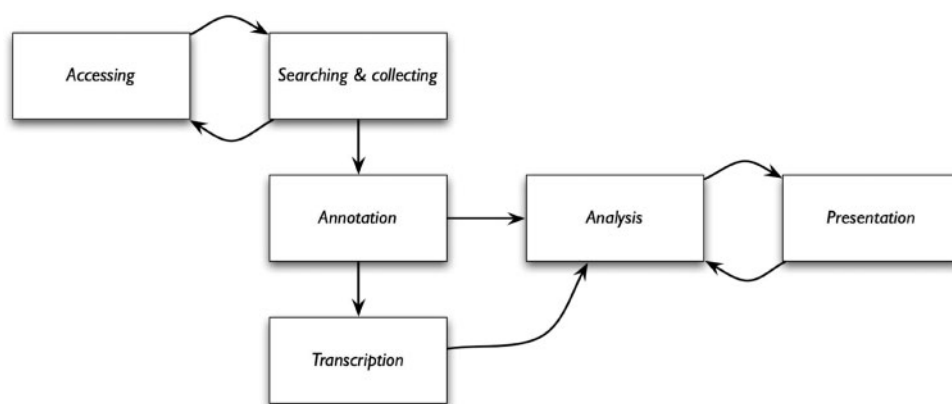 Accessing
Searching & collecting
Annotation
Analysis
Presentation
Transcription